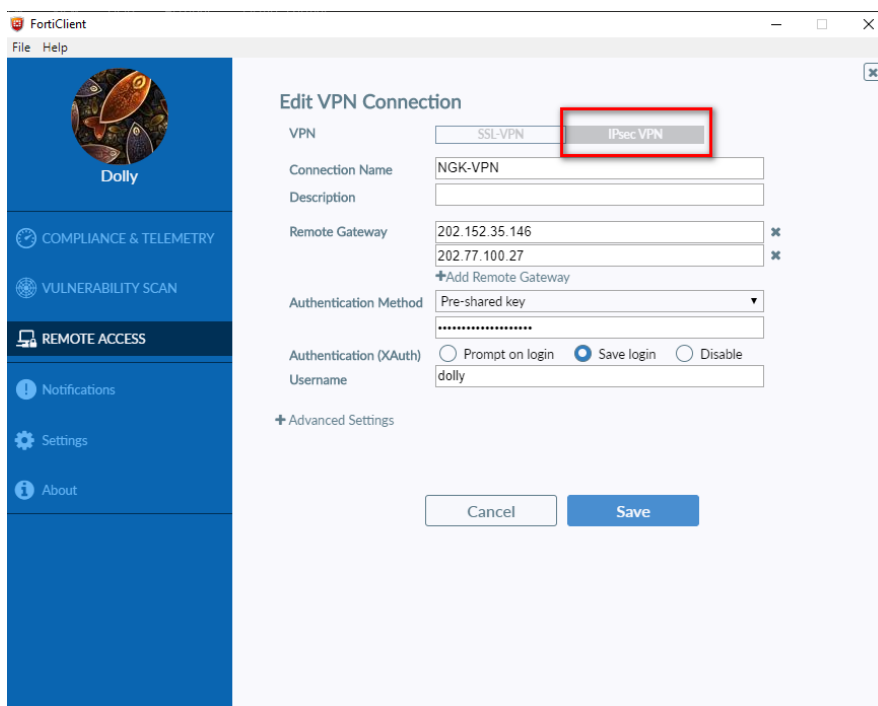 FortiClient
File Help
Dolly
COMPLIANCE & TELEMETRY
VULNERABILITY SCAN
REMOTE ACCESS
Notifications
Settings
About
Edit VPN Connection
VPN SSL-VPN IPsec VPN
Connection Name NGK-VPN
Description
Remote Gateway 202.152.35.146
202.77.100.27
+Add Remote Gateway
Authentication Method Pre-shared key
••••••••••••••••••••
Authentication (XAuth) Prompt on login Save login Disable
Username dolly
+ Advanced Settings
Cancel Save